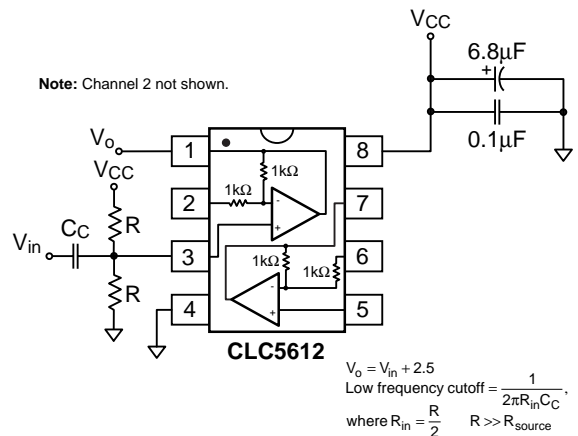 VCC
6.8µF
+
Note: Channel 2 not shown.
0.1µF
Vo
1
8
VCC
1kΩ
2
1kΩ
-
7
R
+
CC
Vin
3
6
1kΩ
1kΩ
R
-
4
+
5
CLC5612
Vo = Vin + 2.5
Low frequency cutoff = 1 / 2πRinCC ,
where Rin = R / 2 R >> Rsource